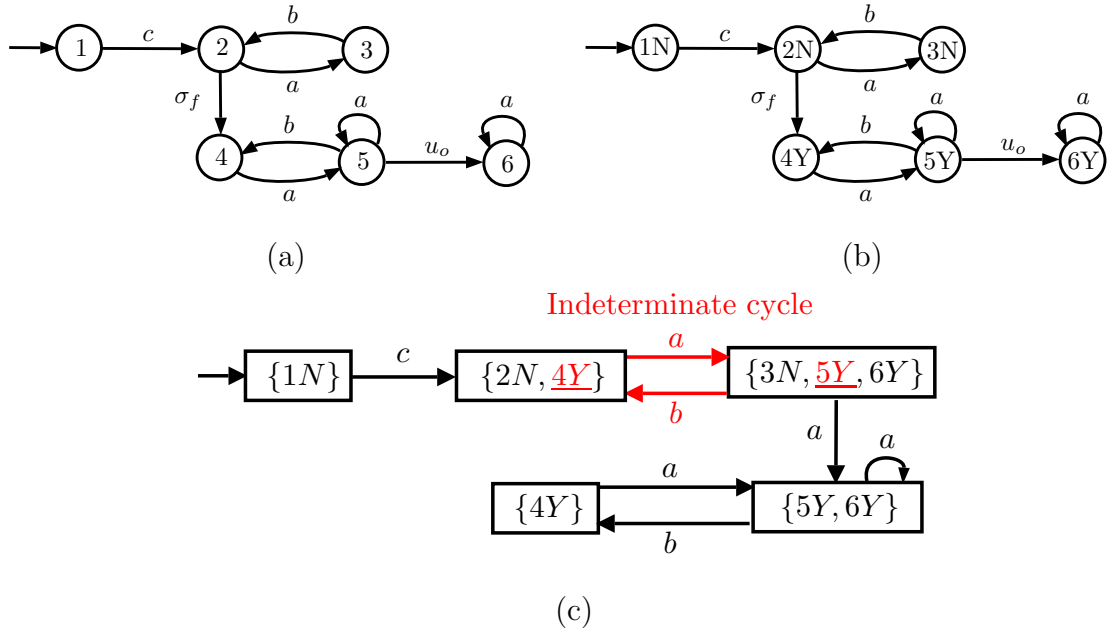 b b
1 c 2 3 1N c 2N 3N
a a
σ_f a a σ_f a a
b b
4 5 u_o 6 4Y 5Y u_o 6Y
a a
(a) (b)
Indeterminate cycle
a
{1N} c {2N, 4Y} {3N, 5Y, 6Y}
b
a a
a
{4Y} {5Y, 6Y}
b
(c)